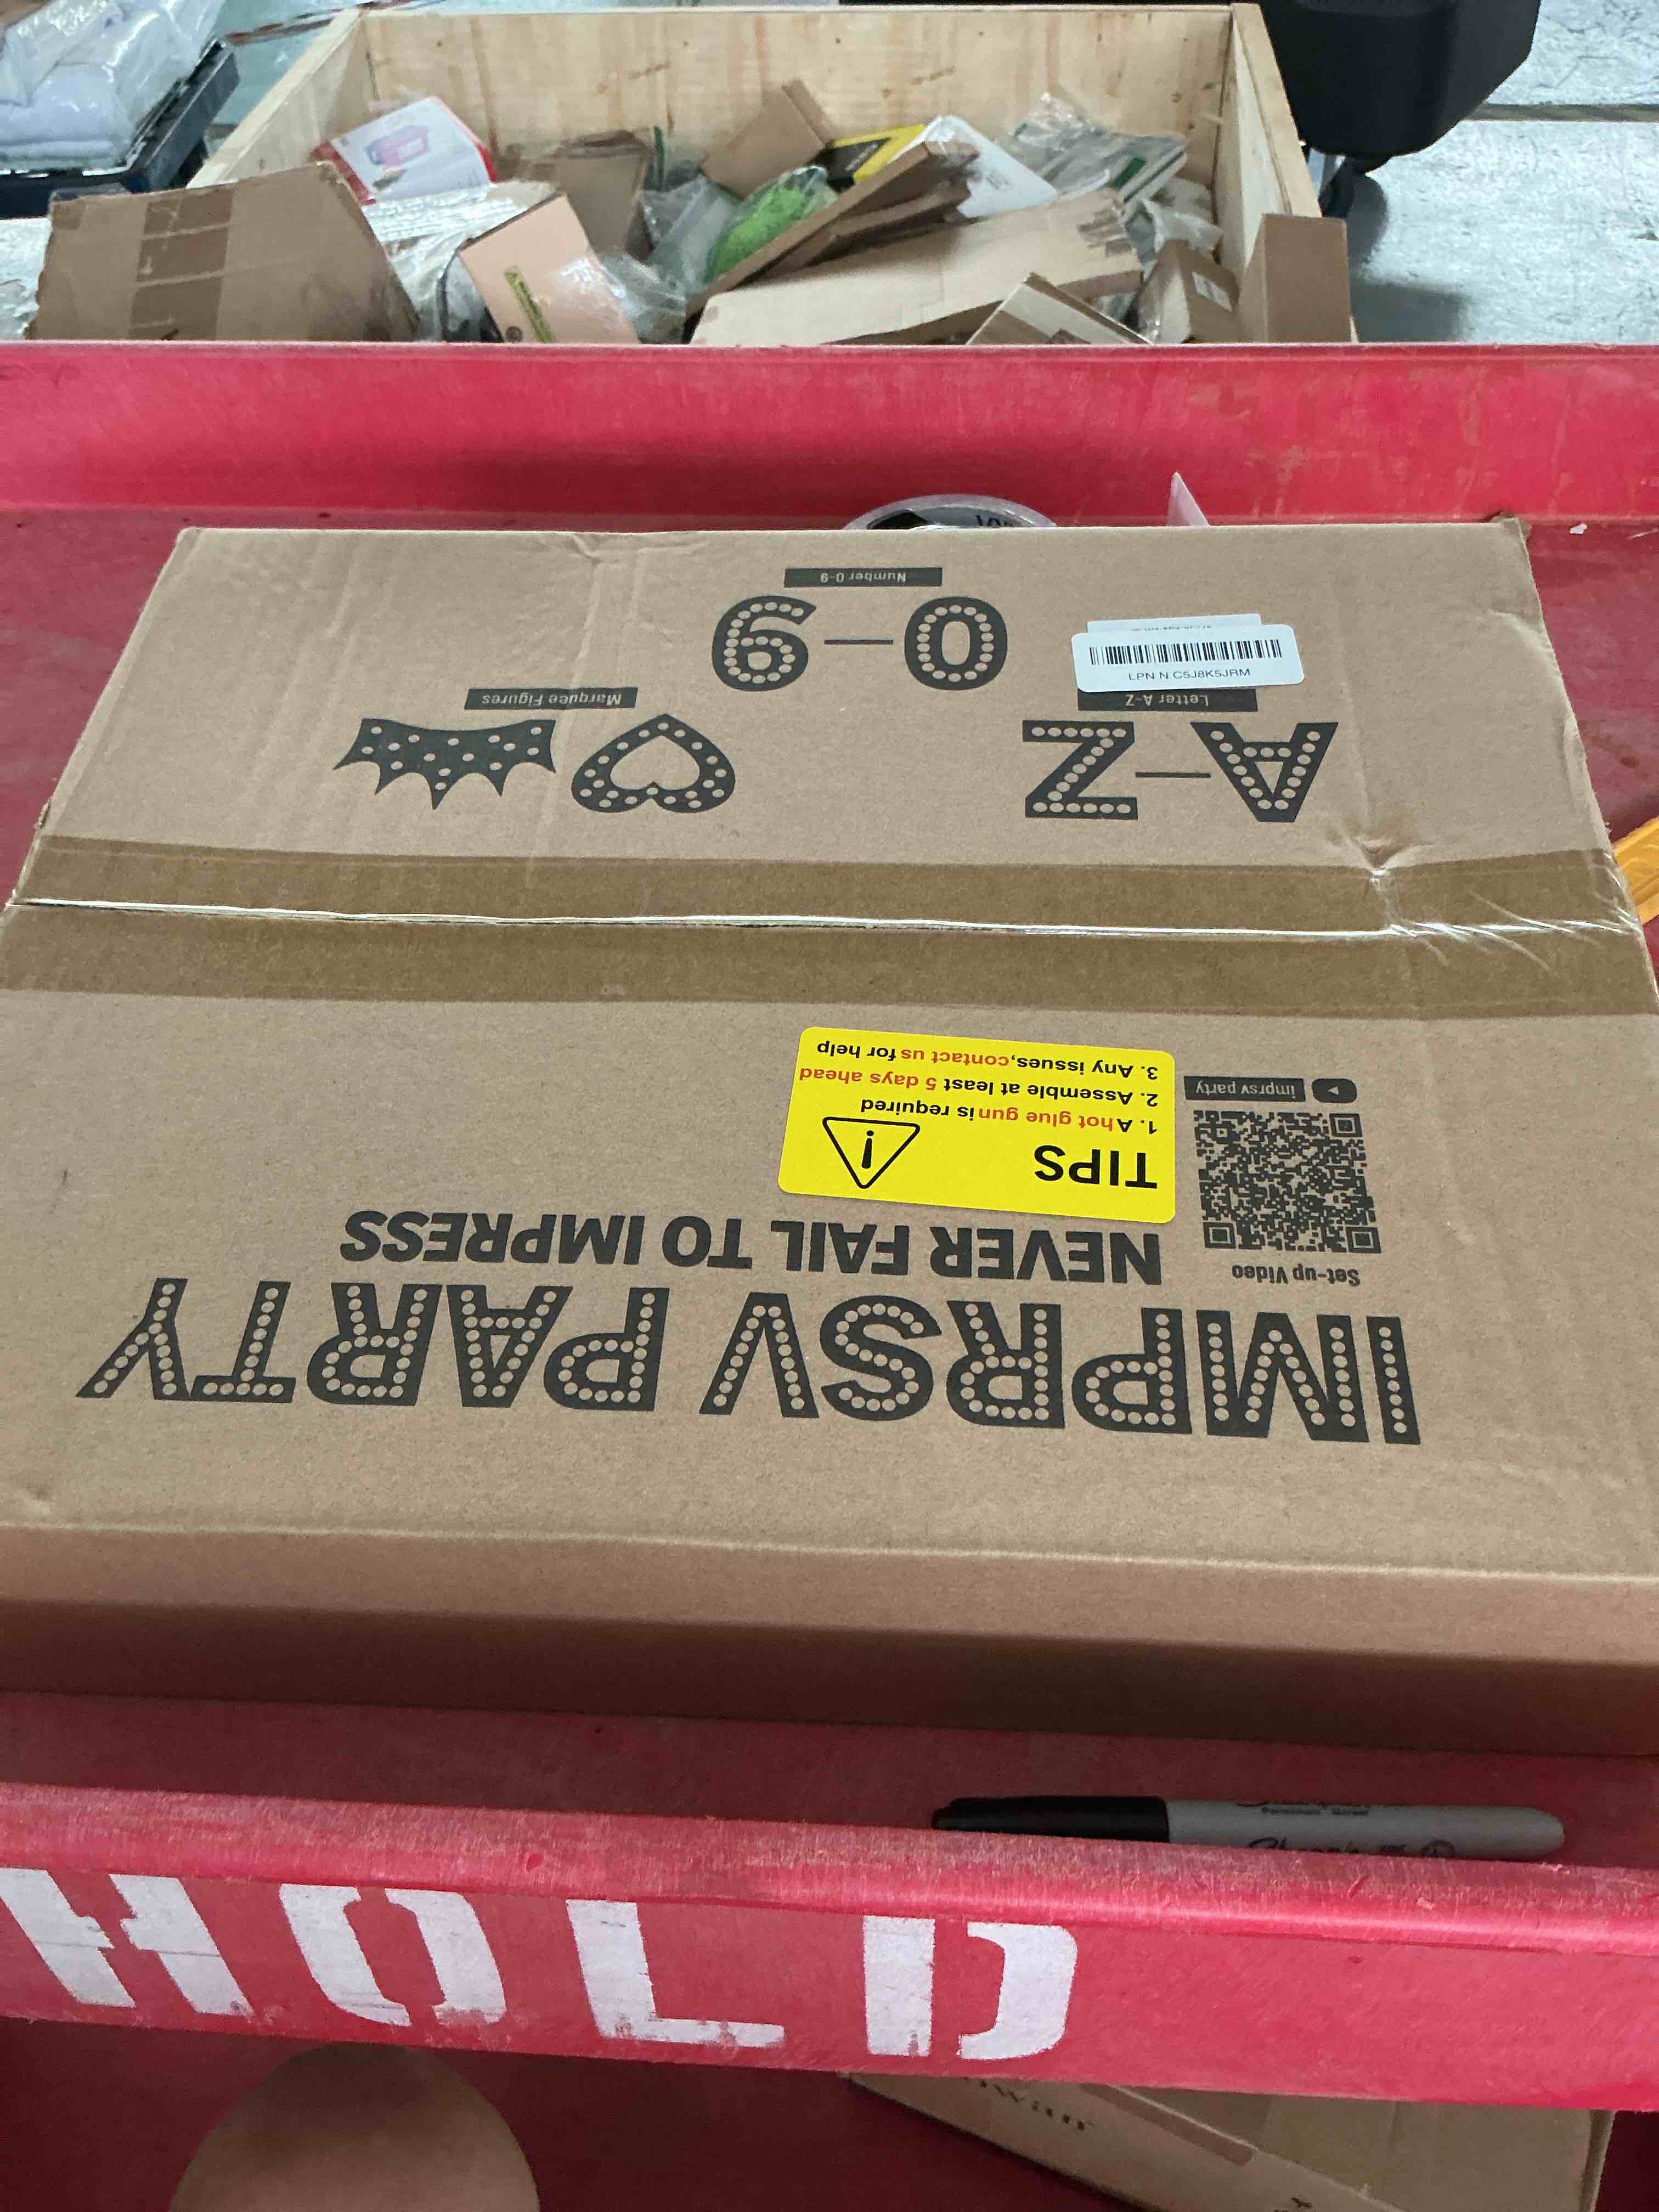 IMPRSV PARTY
NEVER FAIL TO IMPRESS
Set-up Video
imprsv party
TIPS
1. A hot glue gun is required
2. Assemble at least 5 days ahead
3. Any issues,contact us for help
A-Z
Letter A-Z
Marquee Figures
0-9
Number 0-9
LPN N C5J8K5JRM
Permanent Marker
HOLD